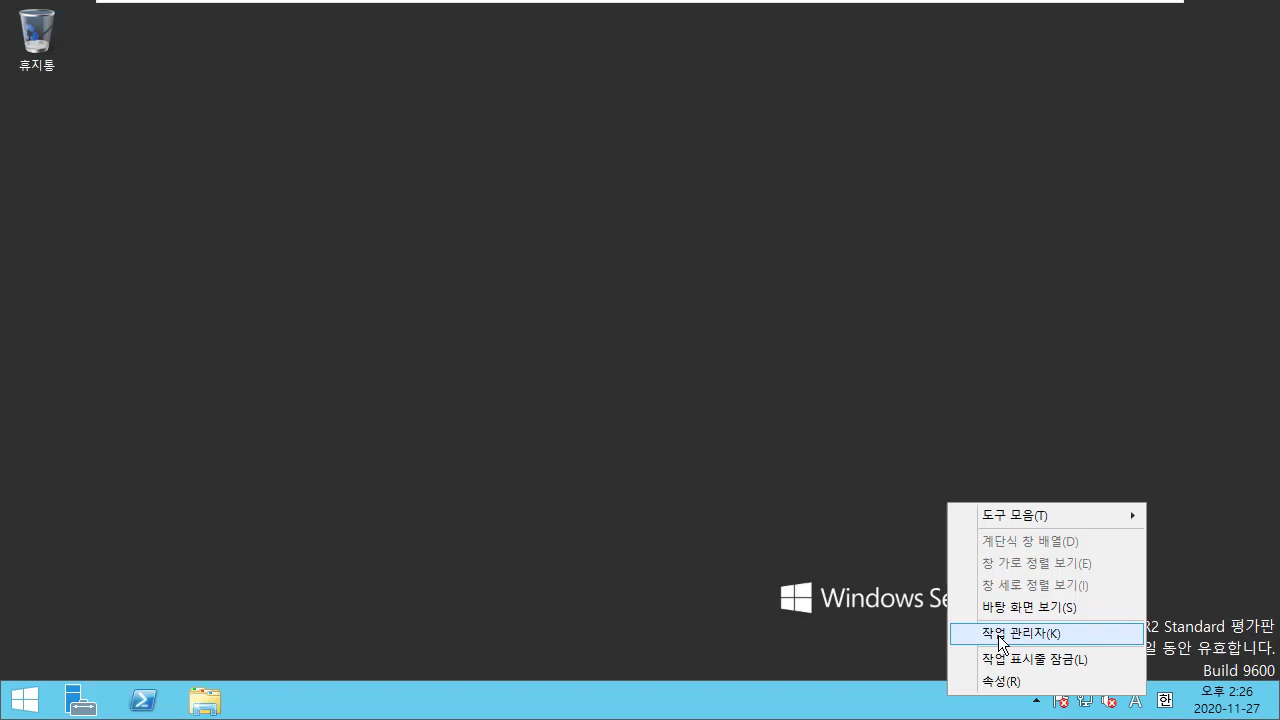 휴지통
도구 모음(T)
계단식 창 배열(D)
창 가로 정렬 보기(E)
창 세로 정렬 보기(I)
바탕 화면 보기(S)
작업 관리자(K)
작업 표시줄 잠금(L)
속성(R)
Windows Se
R2 Standard 평가판
일 동안 유효합니다.
Build 9600
A 한
오후 2:26
2020-11-27